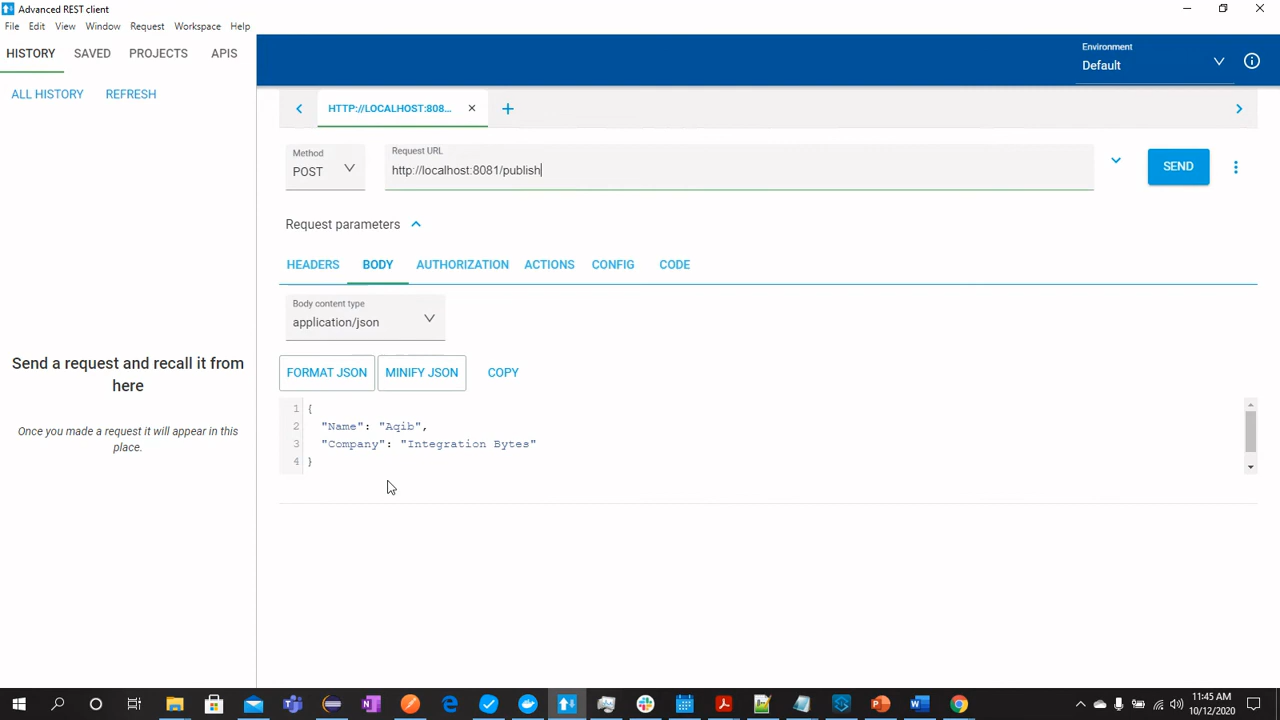 Advanced REST client
File Edit View Window Request Workspace Help
HISTORY SAVED PROJECTS APIS
ALL HISTORY REFRESH
Send a request and recall it from
here
Once you made a request it will appear in this
place.
Environment
Default
HTTP://LOCALHOST:808...
Method
POST
Request URL
http://localhost:8081/publish
SEND
Request parameters
HEADERS BODY AUTHORIZATION ACTIONS CONFIG CODE
Body content type
application/json
FORMAT JSON MINIFY JSON COPY
1 {
2 "Name": "Aqib",
3 "Company": "Integration Bytes"
4 }
11:45 AM
10/12/2020